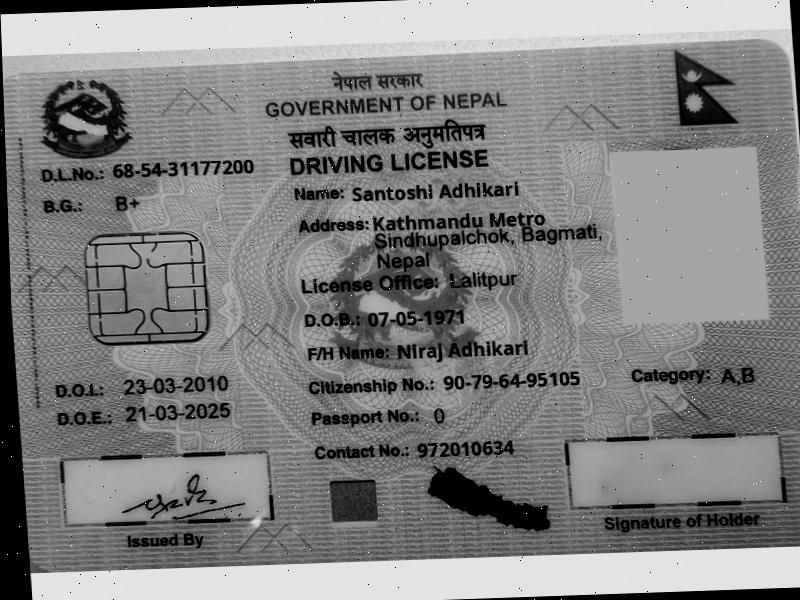 नेपाल सरकार
GOVERNMENT OF NEPAL
सवारी चालक अनुमतिपत्र
DRIVING LICENSE
D.L.No.: 68-54-31177200
B.G.: B+
Name: Santoshi Adhikari
Address: Kathmandu Metro
Sindhupalchok, Bagmati,
Nepal
License Office: Lalitpur
D.O.B.: 07-05-1971
F/H Name: Niraj Adhikari
D.O.I.: 23-03-2010
Citizenship No.: 90-79-64-95105
Category: A,B
D.O.E.: 21-03-2025
Passport No.: 0
Contact No.: 972010634
Issued By
Signature of Holder